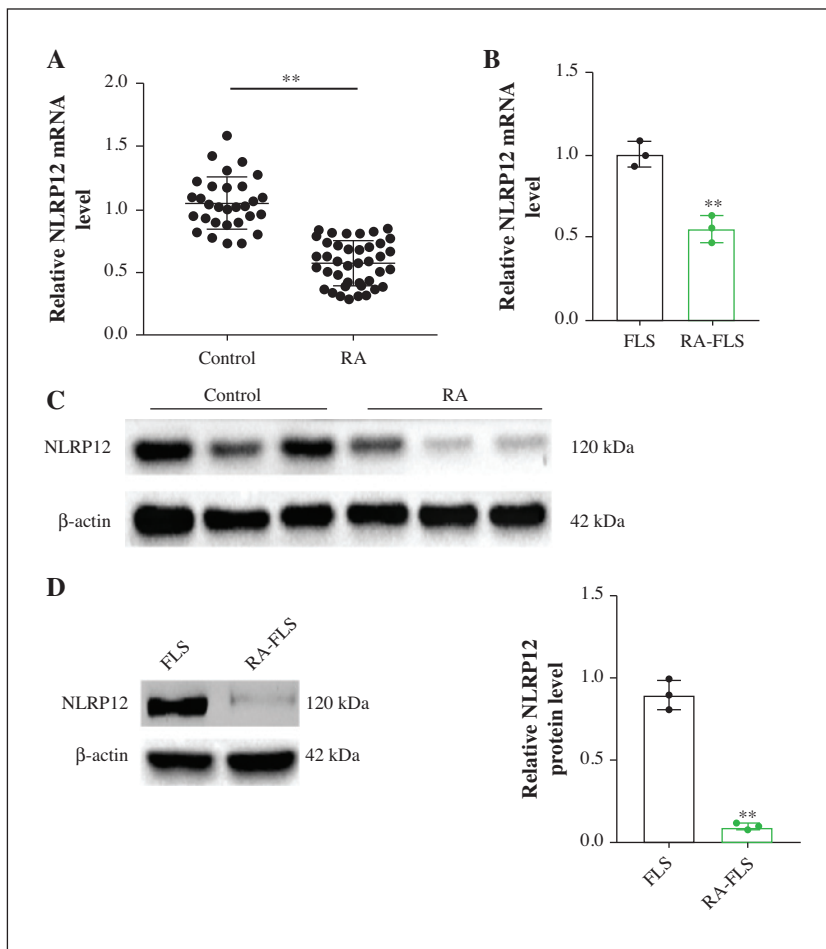 A
Relative NLRP12 mRNA
level
2.0
1.5
1.0
0.5
0.0
**
Control
RA
B
Relative NLRP12 mRNA
level
1.5
1.0
0.5
0.0
**
FLS
RA-FLS
C
Control
RA
NLRP12
120 kDa
β-actin
42 kDa
D
FLS
RA-FLS
NLRP12
120 kDa
β-actin
42 kDa
Relative NLRP12
protein level
1.5
1.0
0.5
0.0
**
FLS
RA-FLS